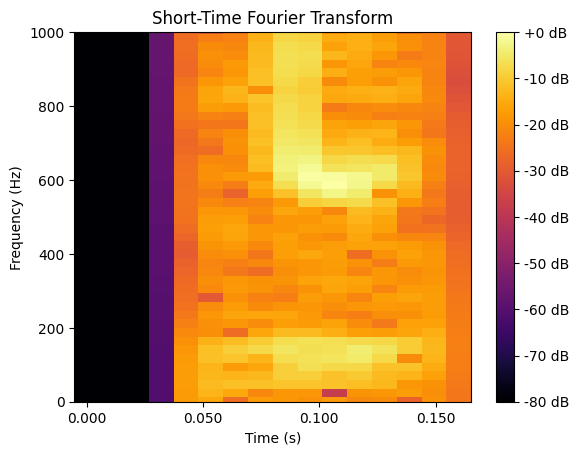 Short-Time Fourier Transform
1000
800
600
400
200
0
Frequency (Hz)
0.000
0.050
0.100
0.150
Time (s)
+0 dB
-10 dB
-20 dB
-30 dB
-40 dB
-50 dB
-60 dB
-70 dB
-80 dB